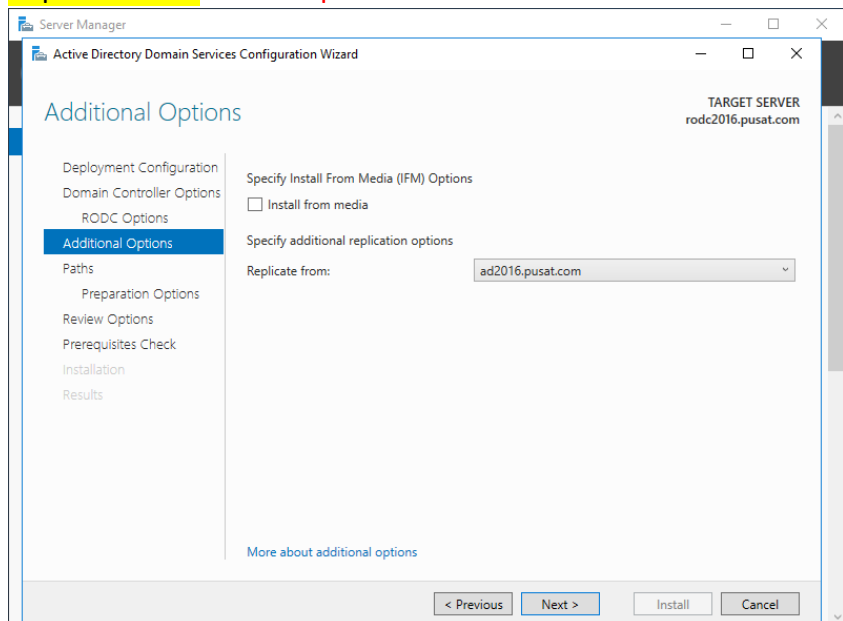 Server Manager
Active Directory Domain Services Configuration Wizard
Additional Options
TARGET SERVER
rodc2016.pusat.com
Deployment Configuration
Domain Controller Options
RODC Options
Additional Options
Paths
Preparation Options
Review Options
Prerequisites Check
Installation
Results
Specify Install From Media (IFM) Options
Install from media
Specify additional replication options
Replicate from: ad2016.pusat.com
More about additional options
< Previous Next > Install Cancel